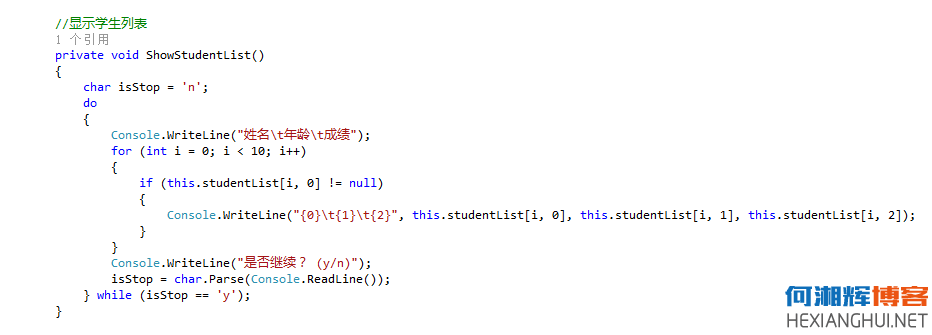 //显示学生列表
1 个引用
private void ShowStudentList()
{
    char isStop = 'n';
    do
    {
        Console.WriteLine("姓名\t年龄\t成绩");
        for (int i = 0; i < 10; i++)
        {
            if (this.studentList[i, 0] != null)
            {
                Console.WriteLine("{0}\t{1}\t{2}", this.studentList[i, 0], this.studentList[i, 1], this.studentList[i, 2]);
            }
        }
        Console.WriteLine("是否继续？ (y/n)");
        isStop = char.Parse(Console.ReadLine());
    } while (isStop == 'y');
}
何湘辉博客
HEXIANGHUI.NET